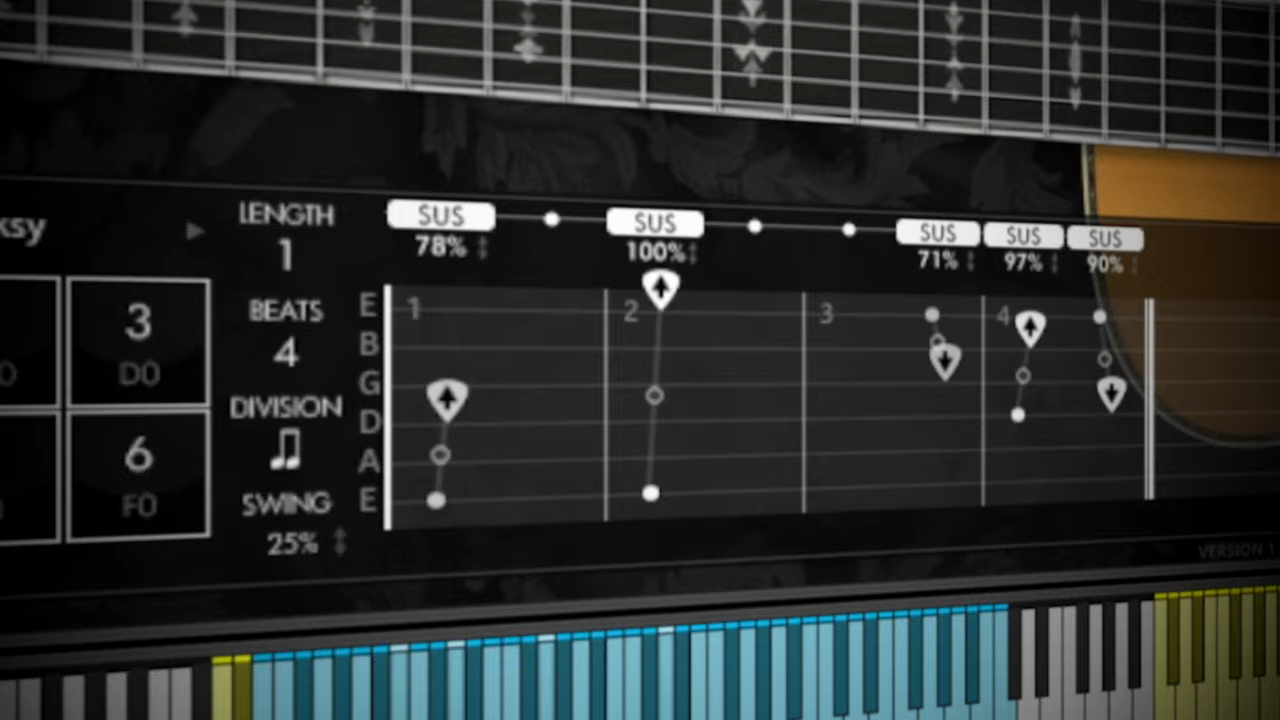 LENGTH
1
BEATS
4
DIVISION
SWING
25%
3
D0
6
F0
SUS SUS SUS SUS SUS
78% 100% 71% 97% 90%
E 1 2 3 4
B
G
D
A
E
VERSION 1